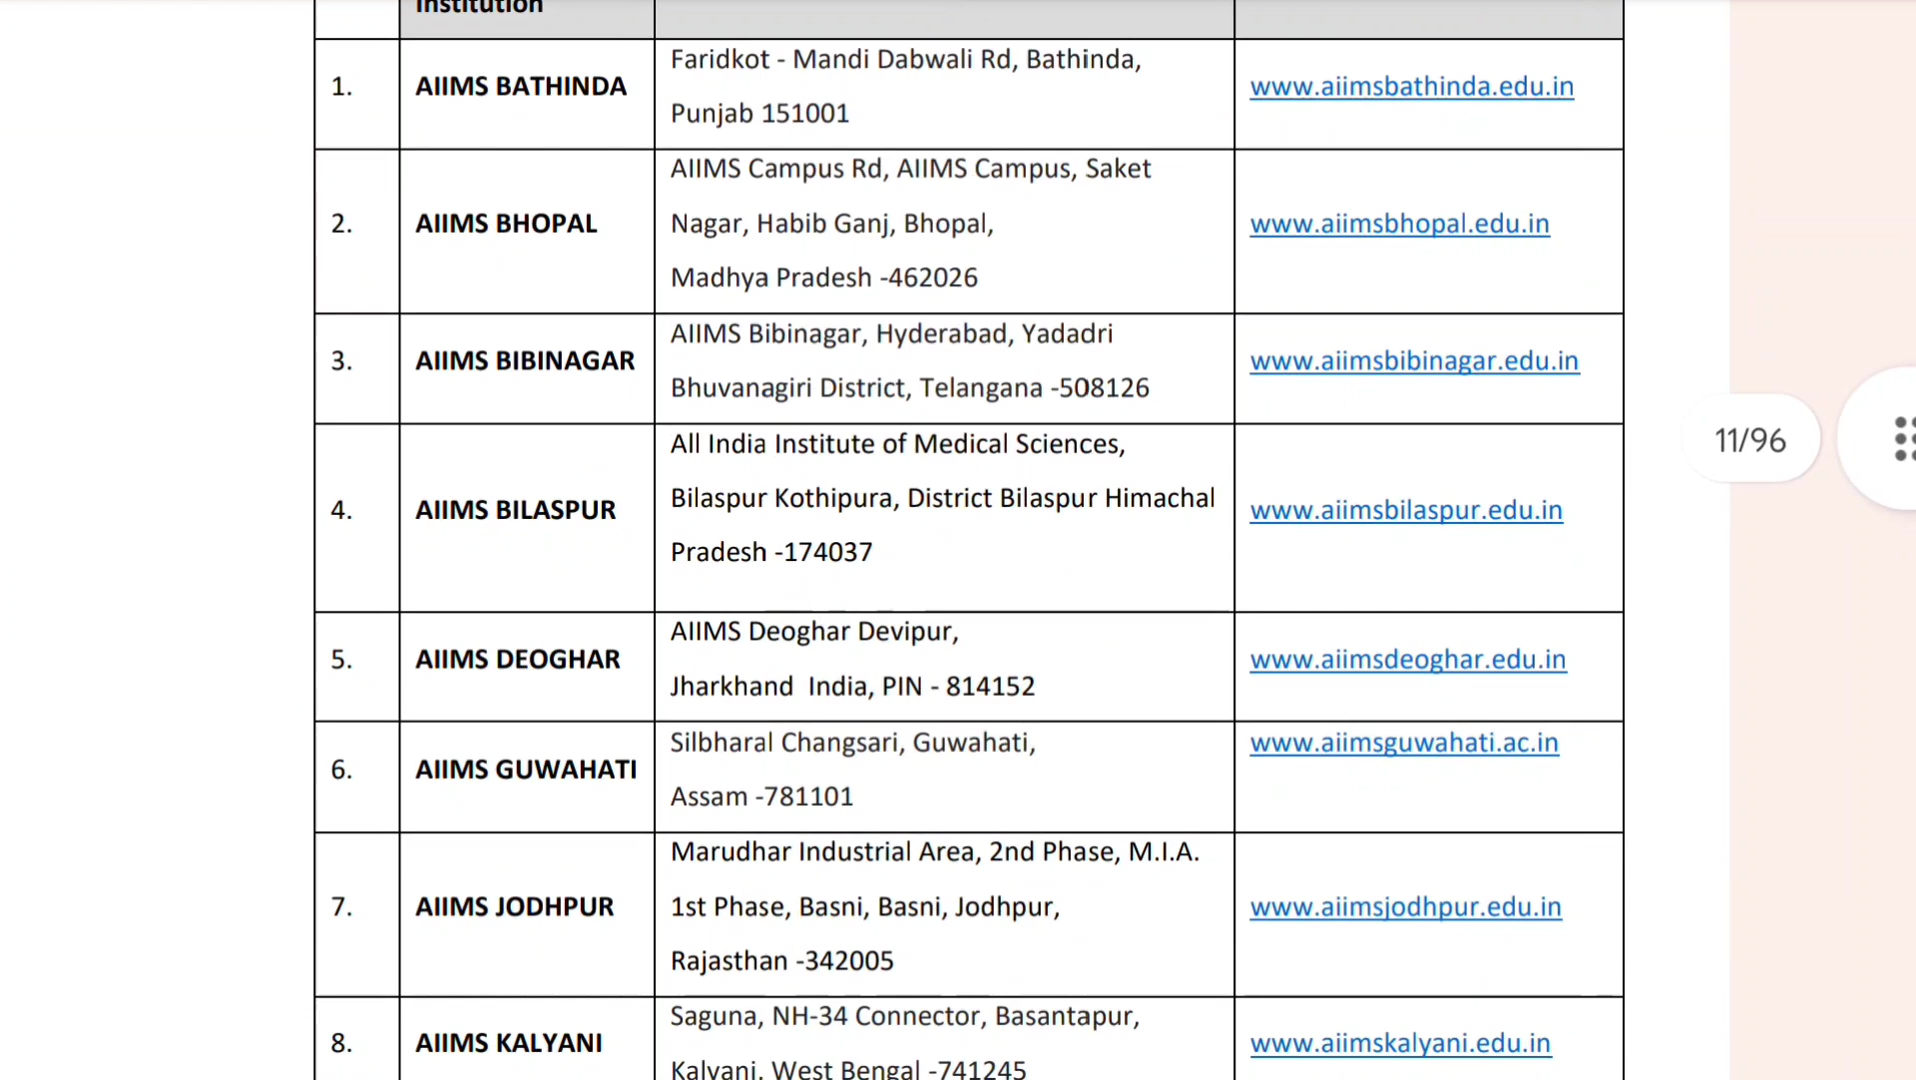 Institution
1.
AIIMS BATHINDA
Faridkot - Mandi Dabwali Rd, Bathinda,
Punjab 151001
www.aiimsbathinda.edu.in
2.
AIIMS BHOPAL
AIIMS Campus Rd, AIIMS Campus, Saket
Nagar, Habib Ganj, Bhopal,
Madhya Pradesh -462026
www.aiimsbhopal.edu.in
3.
AIIMS BIBINAGAR
AIIMS Bibinagar, Hyderabad, Yadadri
Bhuvanagiri District, Telangana -508126
www.aiimsbibinagar.edu.in
4.
AIIMS BILASPUR
All India Institute of Medical Sciences,
Bilaspur Kothipura, District Bilaspur Himachal
Pradesh -174037
www.aiimsbilaspur.edu.in
5.
AIIMS DEOGHAR
AIIMS Deoghar Devipur,
Jharkhand  India, PIN - 814152
www.aiimsdeoghar.edu.in
6.
AIIMS GUWAHATI
Silbharal Changsari, Guwahati,
Assam -781101
www.aiimsguwahati.ac.in
7.
AIIMS JODHPUR
Marudhar Industrial Area, 2nd Phase, M.I.A.
1st Phase, Basni, Basni, Jodhpur,
Rajasthan -342005
www.aiimsjodhpur.edu.in
8.
AIIMS KALYANI
Saguna, NH-34 Connector, Basantapur,
Kalyani, West Bengal -741245
www.aiimskalyani.edu.in
11/96